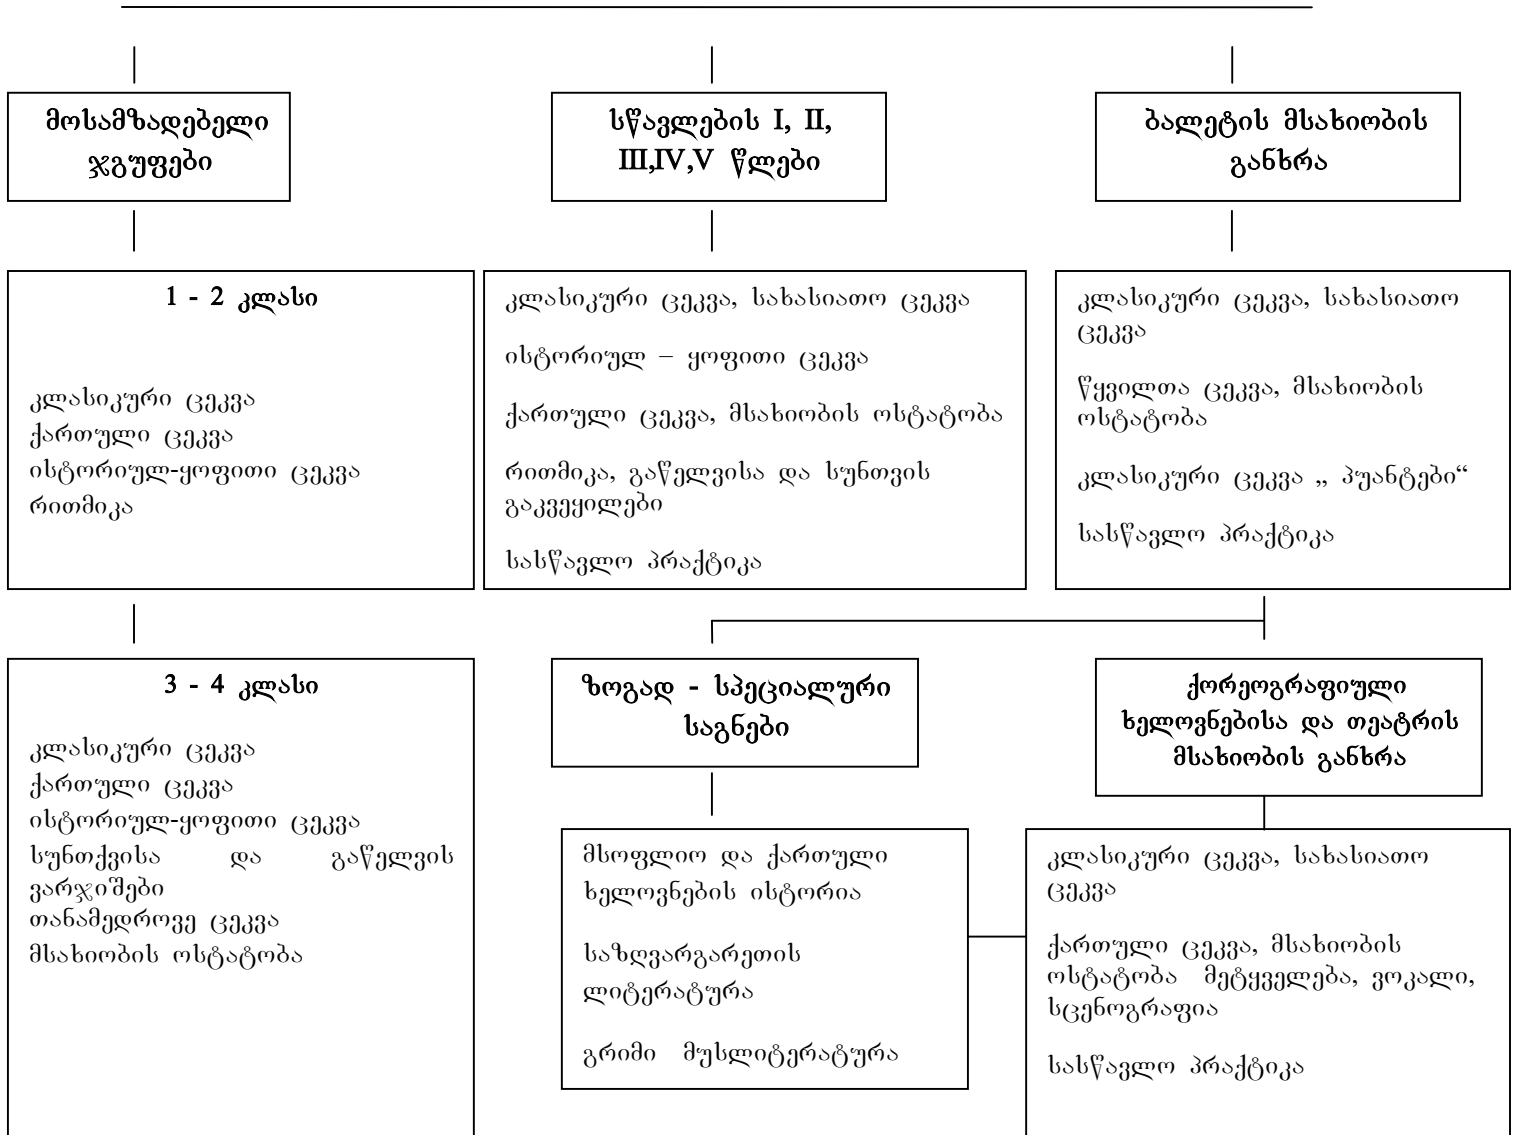 მოსამზადებელი
ჯგუფები
სწავლების I, II,
III,IV,V წლები
ბალეტის მსახიობის
განხრა
1 - 2 კლასი
კლასიკური ცეკვა
ქართული ცეკვა
ისტორიულ-ყოფითი ცეკვა
რითმიკა
კლასიკური ცეკვა, სახასიათო ცეკვა
ისტორიულ – ყოფითი ცეკვა
ქართული ცეკვა, მსახიობის ოსტატობა
რითმიკა, გაწელვისა და სუნთვის
გაკვეყილები
სასწავლო პრაქტიკა
კლასიკური ცეკვა, სახასიათო
ცეკვა
წყვილთა ცეკვა, მსახიობის
ოსტატობა
კლასიკური ცეკვა „ პუანტები“
სასწავლო პრაქტიკა
3 - 4 კლასი
კლასიკური ცეკვა
ქართული ცეკვა
ისტორიულ-ყოფითი ცეკვა
სუნთქვისა და გაწელვის
ვარჯიშები
თანამედროვე ცეკვა
მსახიობის ოსტატობა
ზოგად - სპეციალური
საგნები
მსოფლიო და ქართული
ხელოვნების ისტორია
საზღვარგარეთის
ლიტერატურა
გრიმი მუსლიტერატურა
ქორეოგრაფიული
ხელოვნებისა და თეატრის
მსახიობის განხრა
კლასიკური ცეკვა, სახასიათო
ცეკვა
ქართული ცეკვა, მსახიობის
ოსტატობა მეტყველება, ვოკალი,
სცენოგრაფია
სასწავლო პრაქტიკა